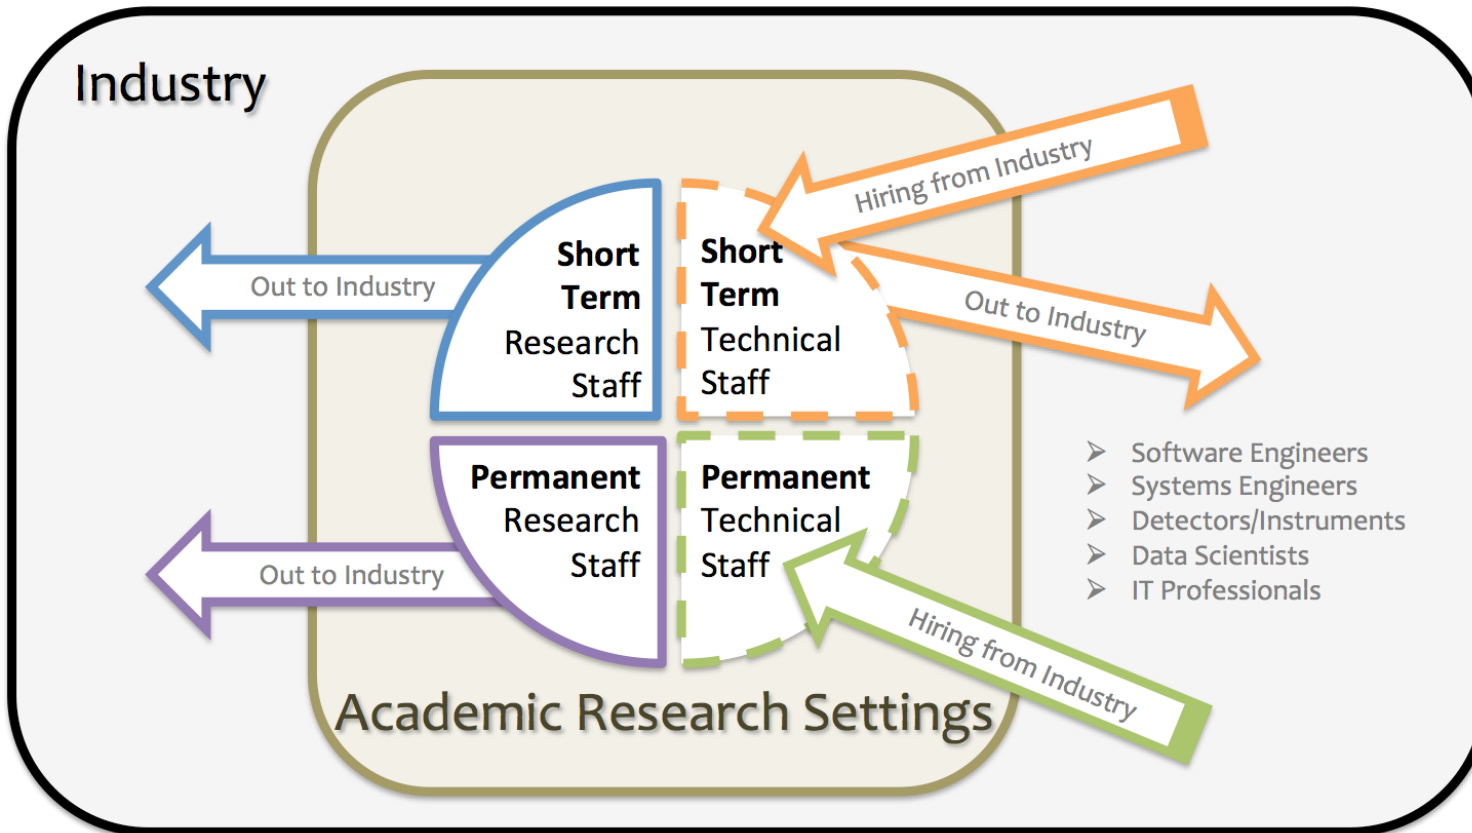 Industry
Hiring from Industry
Out to Industry
Short
Term
Research
Staff
Short
Term
Technical
Staff
Out to Industry
Software Engineers
Systems Engineers
Detectors/Instruments
Data Scientists
IT Professionals
Out to Industry
Permanent
Research
Staff
Permanent
Technical
Staff
Hiring from Industry
Academic Research Settings